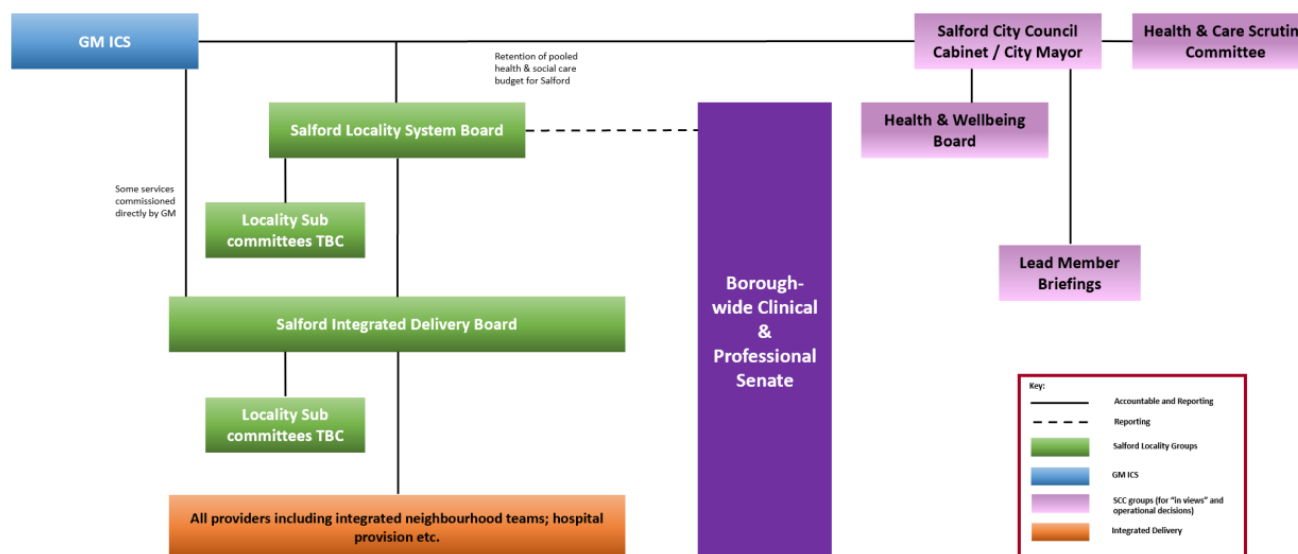 GM ICS
Salford City Council
Cabinet / City Mayor
Health & Care Scrutiny
Committee
Retention of pooled
health & social care
budget for Salford
Salford Locality System Board
Health & Wellbeing
Board
Some services
commissioned
directly by GM
Locality Sub
committees TBC
Lead Member
Briefings
Borough-
wide Clinical
&
Professional
Senate
Salford Integrated Delivery Board
Locality Sub
committees TBC
All providers including integrated neighbourhood teams; hospital
provision etc.
Key:
Accountable and Reporting
Reporting
Salford Locality Groups
GM ICS
SCC groups (for "in views" and
operational decisions)
Integrated Delivery